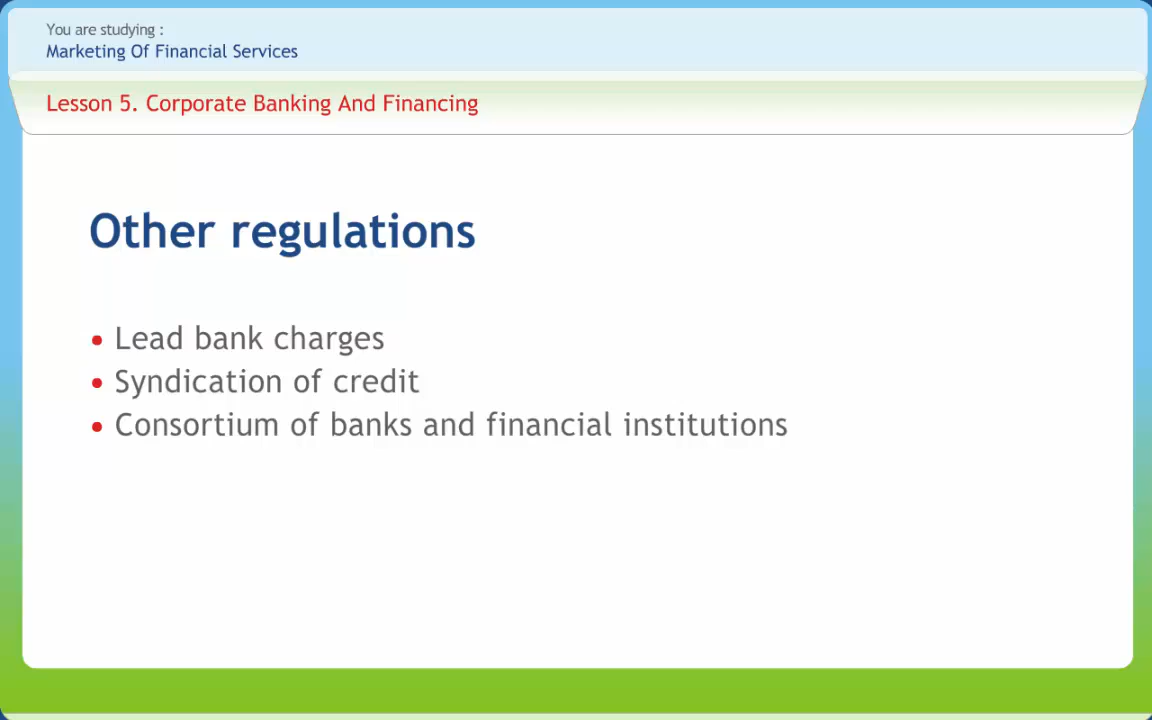 You are studying :
Marketing Of Financial Services
Lesson 5. Corporate Banking And Financing
Other regulations
• Lead bank charges
• Syndication of credit
• Consortium of banks and financial institutions